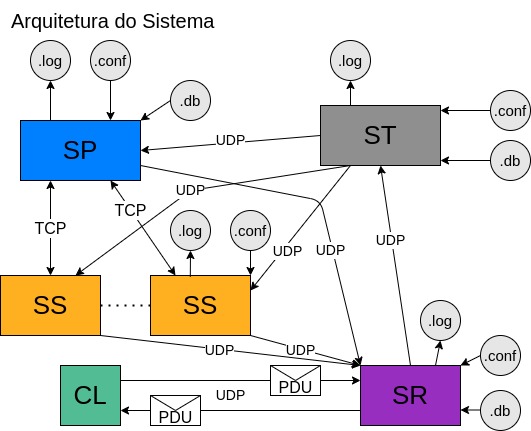 Arquitetura do Sistema
.log
.conf
.log
.db
.conf
SP
UDP
ST
.db
UDP
TCP
TCP
.log
.conf
UDP
UDP
UDP
SS
SS
.log
UDP
UDP
.conf
CL
PDU
UDP
PDU
SR
.db